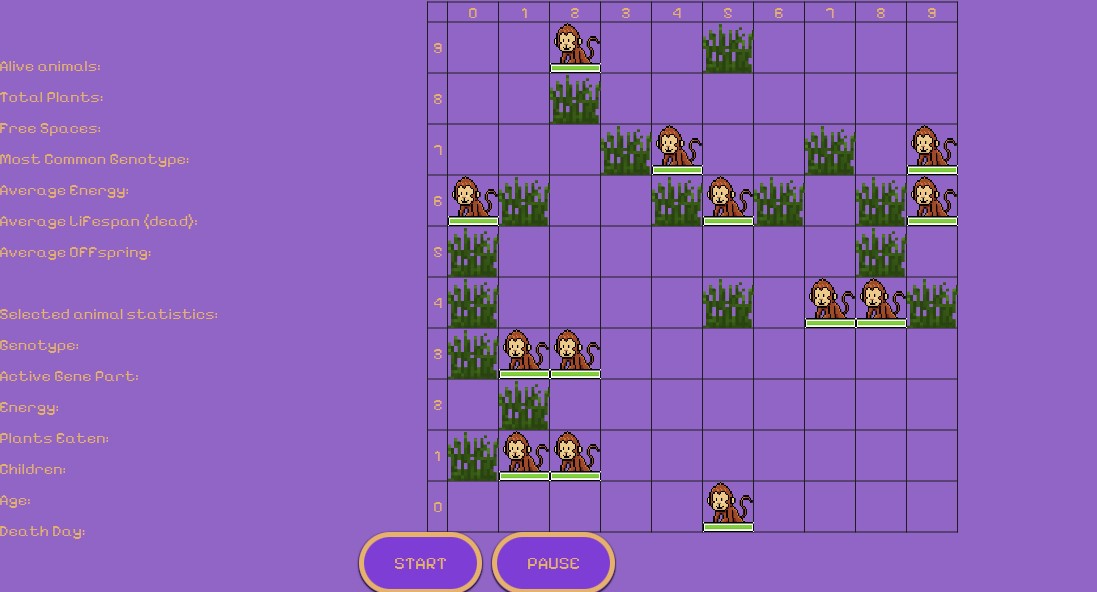 0 1 2 3 4 5 6 7 8 9
9
Alive animals:
Total Plants:
8
Free Spaces:
7
Most Common Genotype:
Average Energy:
6
Average Lifespan (dead):
Average Offspring:
5
4
Selected animal statistics:
Genotype:
3
Active Gene Part:
Energy:
2
Plants Eaten:
1
Children:
Age:
0
Death Day:
START PAUSE